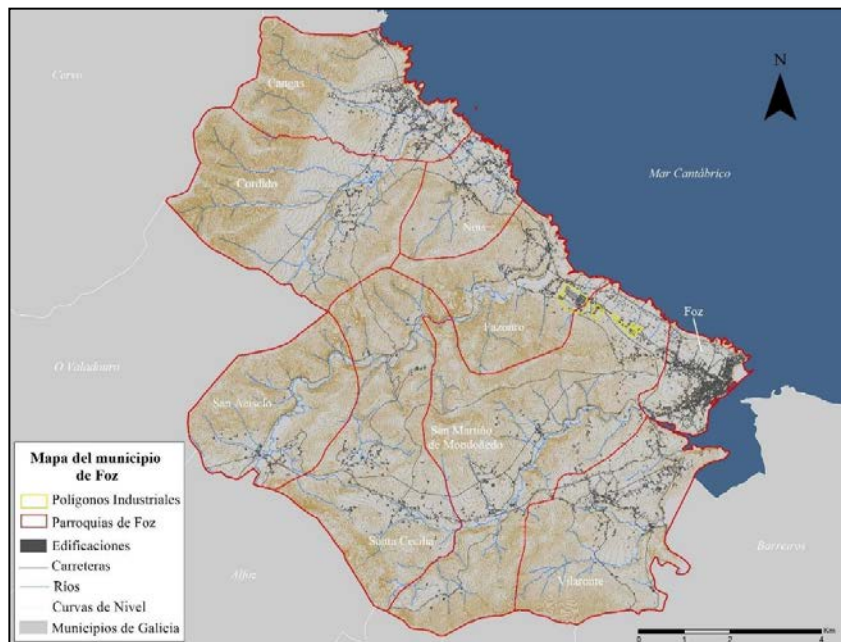 N
Cervo
Cangas
Mar Cantábrico
Cordido
Nois
Foz
Fazouro
O Valadouro
San Acisclo
San Martiño
de Mondoñedo
Mapa del municipio
de Foz
Polígonos Industriales
Parroquias de Foz
Edificaciones
Carreteras
Ríos
Curvas de Nivel
Municipios de Galicia
Santa Cecilia
Alfoz
Vilaronte
Barreiros
Km
0 1 2 4